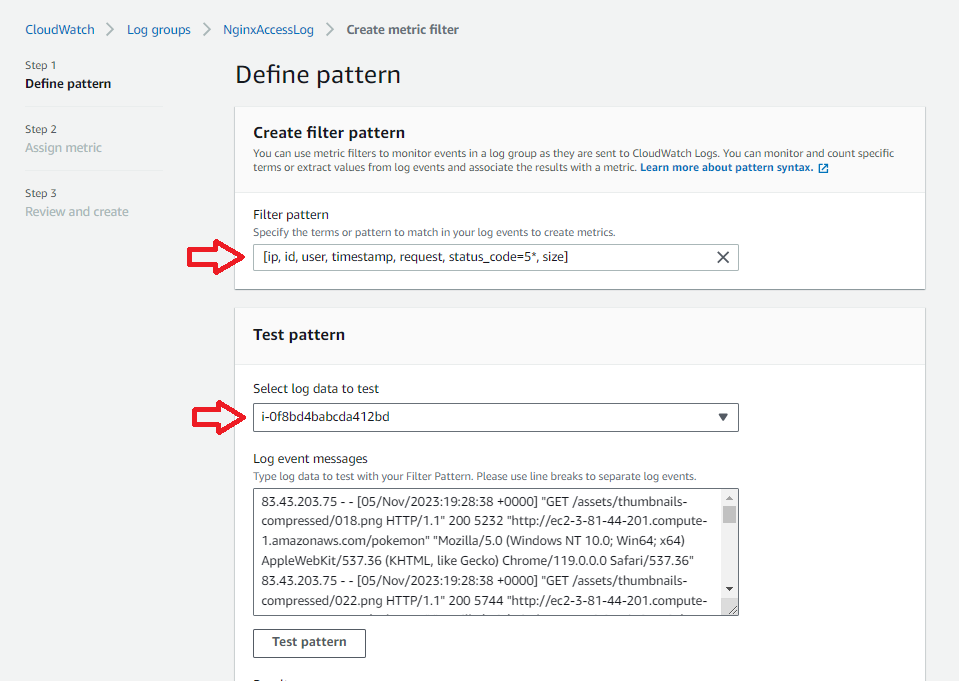 CloudWatch > Log groups > NginxAccessLog > Create metric filter
Step 1
Define pattern
Step 2
Assign metric
Step 3
Review and create
Define pattern
Create filter pattern
You can use metric filters to monitor events in a log group as they are sent to CloudWatch Logs. You can monitor and count specific
terms or extract values from log events and associate the results with a metric. Learn more about pattern syntax.
Filter pattern
Specify the terms or pattern to match in your log events to create metrics.
[ip, id, user, timestamp, request, status_code=5*, size]
Test pattern
Select log data to test
i-0f8bd4babcda412bd
Log event messages
Type log data to test with your Filter Pattern. Please use line breaks to separate log events.
83.43.203.75 - - [05/Nov/2023:19:28:38 +0000] "GET /assets/thumbnails-
compressed/018.png HTTP/1.1" 200 5232 "http://ec2-3-81-44-201.compute-
1.amazonaws.com/pokemon" "Mozilla/5.0 (Windows NT 10.0; Win64; x64)
AppleWebKit/537.36 (KHTML, like Gecko) Chrome/119.0.0.0 Safari/537.36"
83.43.203.75 - - [05/Nov/2023:19:28:38 +0000] "GET /assets/thumbnails-
compressed/022.png HTTP/1.1" 200 5744 "http://ec2-3-81-44-201.compute-
Test pattern